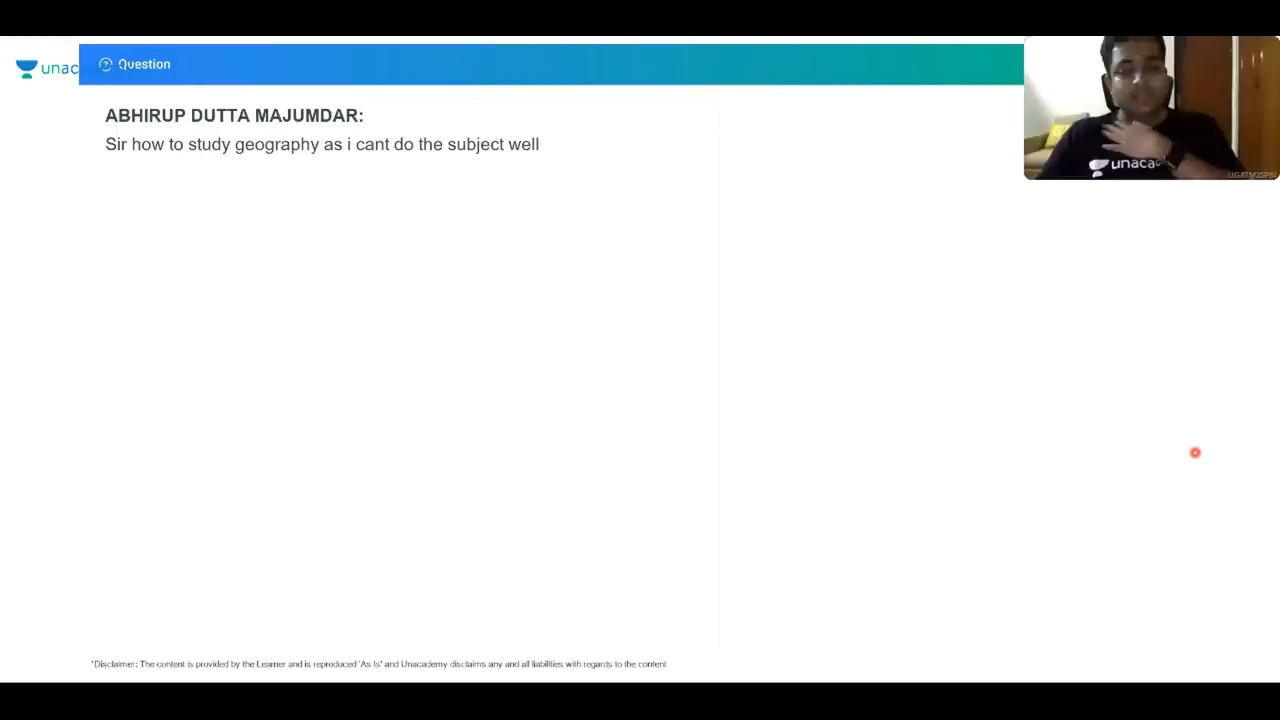 unac
Question
ABHIRUP DUTTA MAJUMDAR:
Sir how to study geography as i cant do the subject well
unaca
*Disclaimer: The content is provided by the Learner and is reproduced 'As Is' and Unacademy disclaims any and all liabilities with regards to the content